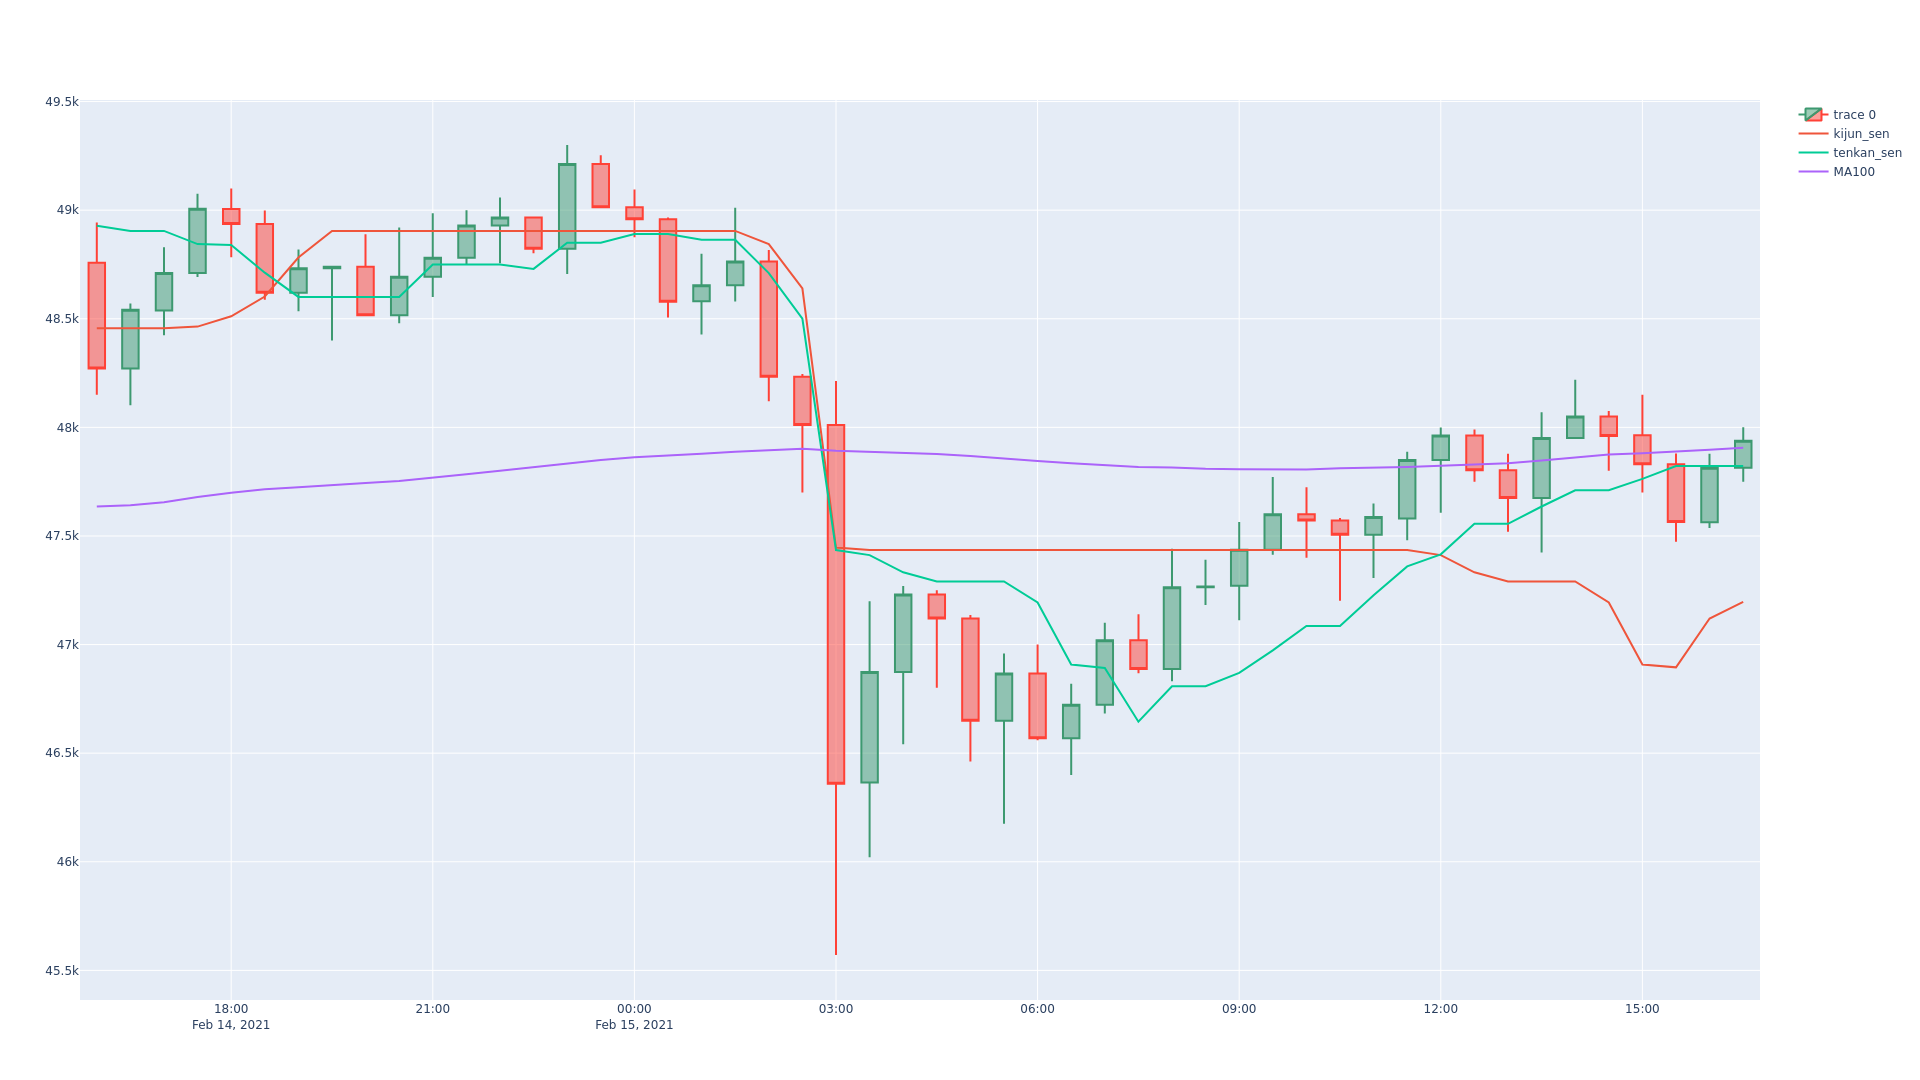 49.5k
49k
48.5k
48k
47.5k
47k
46.5k
46k
45.5k
18:00
Feb 14, 2021
21:00
00:00
Feb 15, 2021
03:00
06:00
09:00
12:00
15:00
trace 0
kijun_sen
tenkan_sen
MA100